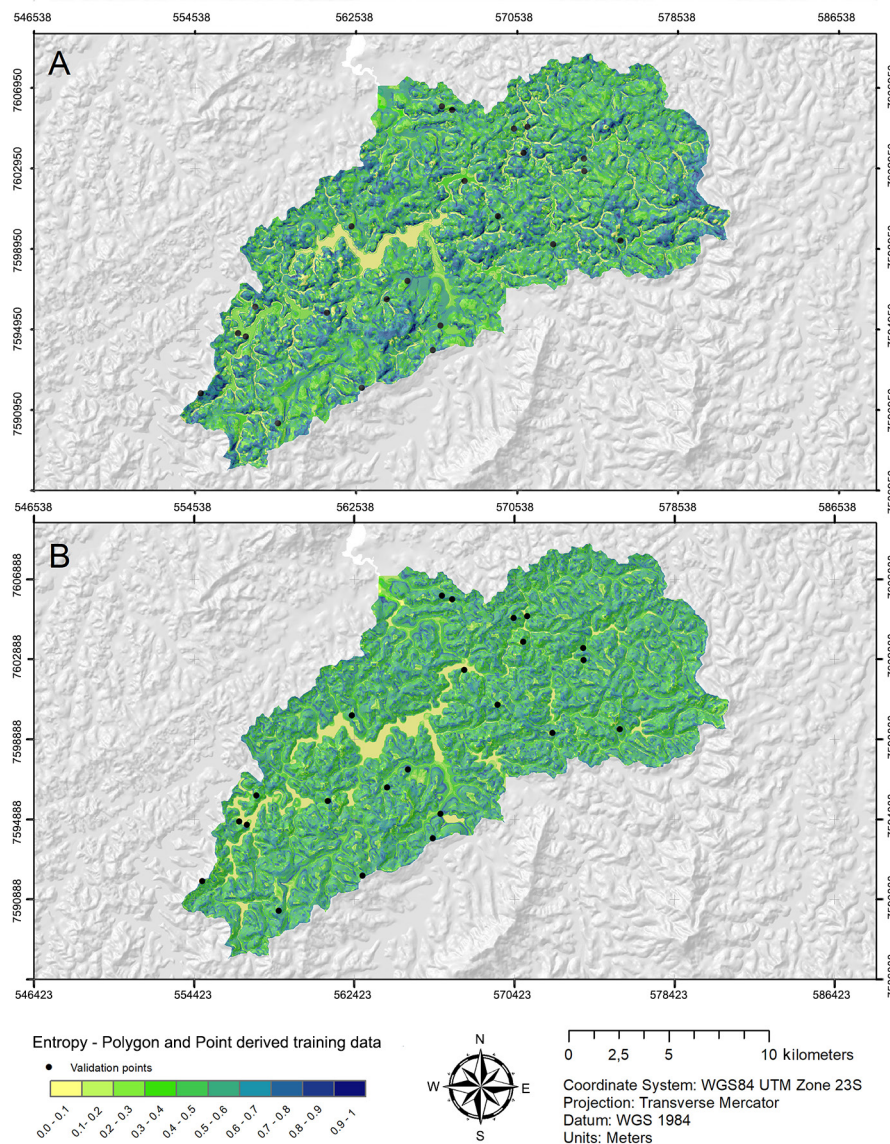 546538 554538 562538 570538 578538 586538
A
7606950
7602950
7598950
7594950
7590950
546538 554538 562538 570538 578538 586538
B
7606888
7602888
7598888
7594888
7590888
546423 554423 562423 570423 578423 586423
Entropy - Polygon and Point derived training data
Validation points
0.0 - 0.1 0.1- 0.2 0.2 - 0.3 0.3 - 0.4 0.4 - 0.5 0.5 - 0.6 0.6 - 0.7 0.7 - 0.8 0.8 - 0.9 0.9 - 1
N
W E
S
0 2,5 5 10 kilometers
Coordinate System: WGS84 UTM Zone 23S
Projection: Transverse Mercator
Datum: WGS 1984
Units: Meters